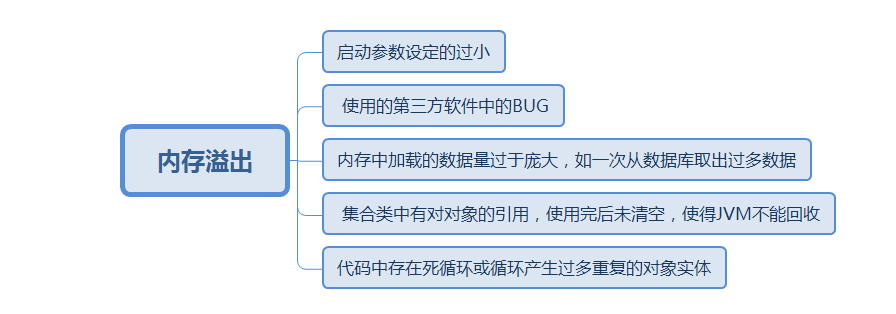 启动参数设定的过小
使用的第三方软件中的BUG
内存溢出
内存中加载的数据量过于庞大，如一次从数据库取出过多数据
集合类中有对对象的引用，使用完后未清空，使得JVM不能回收
代码中存在死循环或循环产生过多重复的对象实体